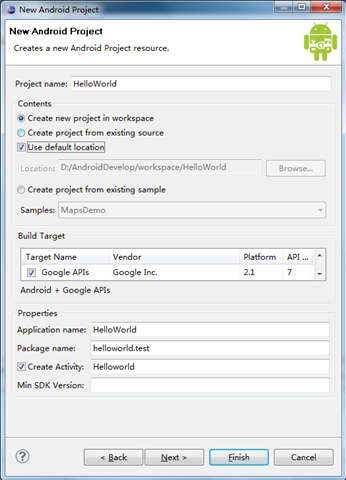 New Android Project
New Android Project
Creates a new Android Project resource.
Project name: HelloWorld
Contents
Create new project in workspace
Create project from existing source
Use default location
Location: D:/AndroidDevelop/workspace/HelloWorld Browse...
Create project from existing sample
Samples: MapsDemo
Build Target
Target Name Vendor Platform API ...
Google APIs Google Inc. 2.1 7
Android + Google APIs
Properties
Application name: HelloWorld
Package name: helloworld.test
Create Activity: Helloworld
Min SDK Version:
? < Back Next > Finish Cancel